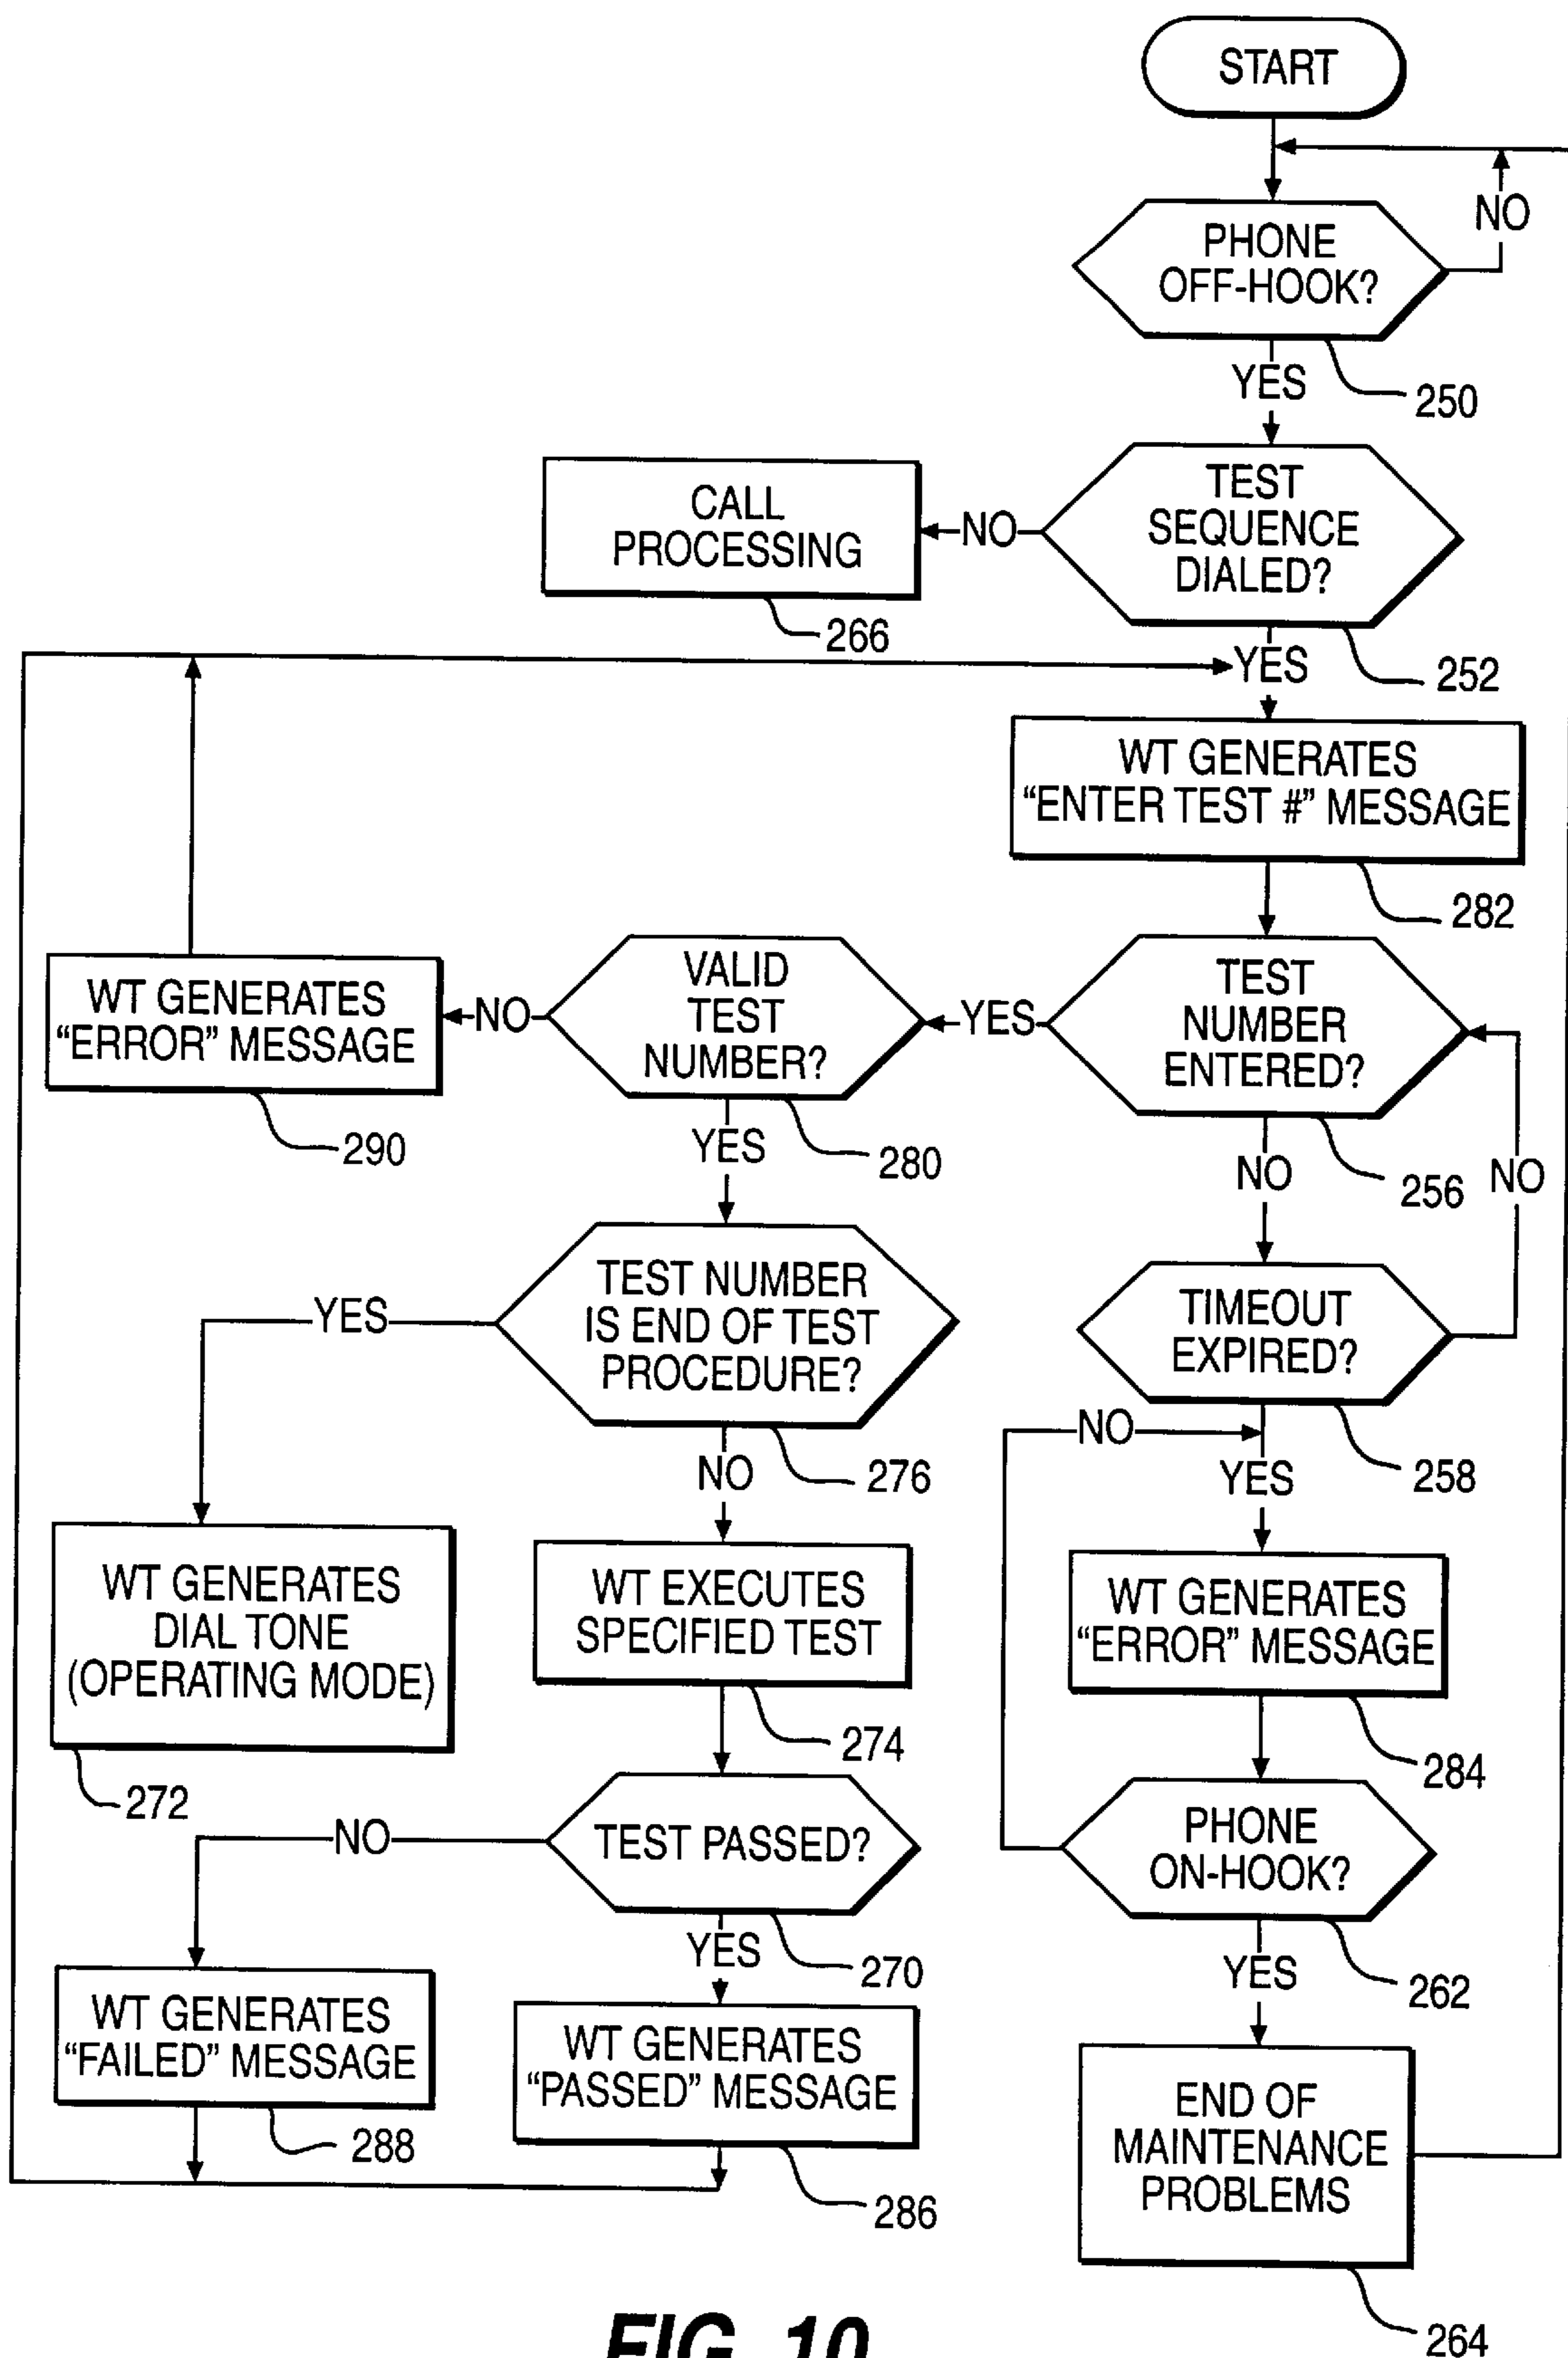 START
PHONE
OFF-HOOK?
NO
YES
250
TEST
SEQUENCE
DIALED?
NO
CALL
PROCESSING
266
YES
252
WT GENERATES
“ENTER TEST #” MESSAGE
282
TEST
NUMBER
ENTERED?
YES
VALID
TEST
NUMBER?
NO
WT GENERATES
“ERROR” MESSAGE
290
YES
280
NO
256
NO
TEST NUMBER
IS END OF TEST
PROCEDURE?
YES
TIMEOUT
EXPIRED?
NO
276
NO
YES
258
WT GENERATES
DIAL TONE
(OPERATING MODE)
272
WT EXECUTES
SPECIFIED TEST
274
WT GENERATES
“ERROR” MESSAGE
284
TEST PASSED?
NO
PHONE
ON-HOOK?
YES
270
YES
262
WT GENERATES
“FAILED” MESSAGE
288
WT GENERATES
“PASSED” MESSAGE
286
END OF
MAINTENANCE
PROBLEMS
264
FIG. 10